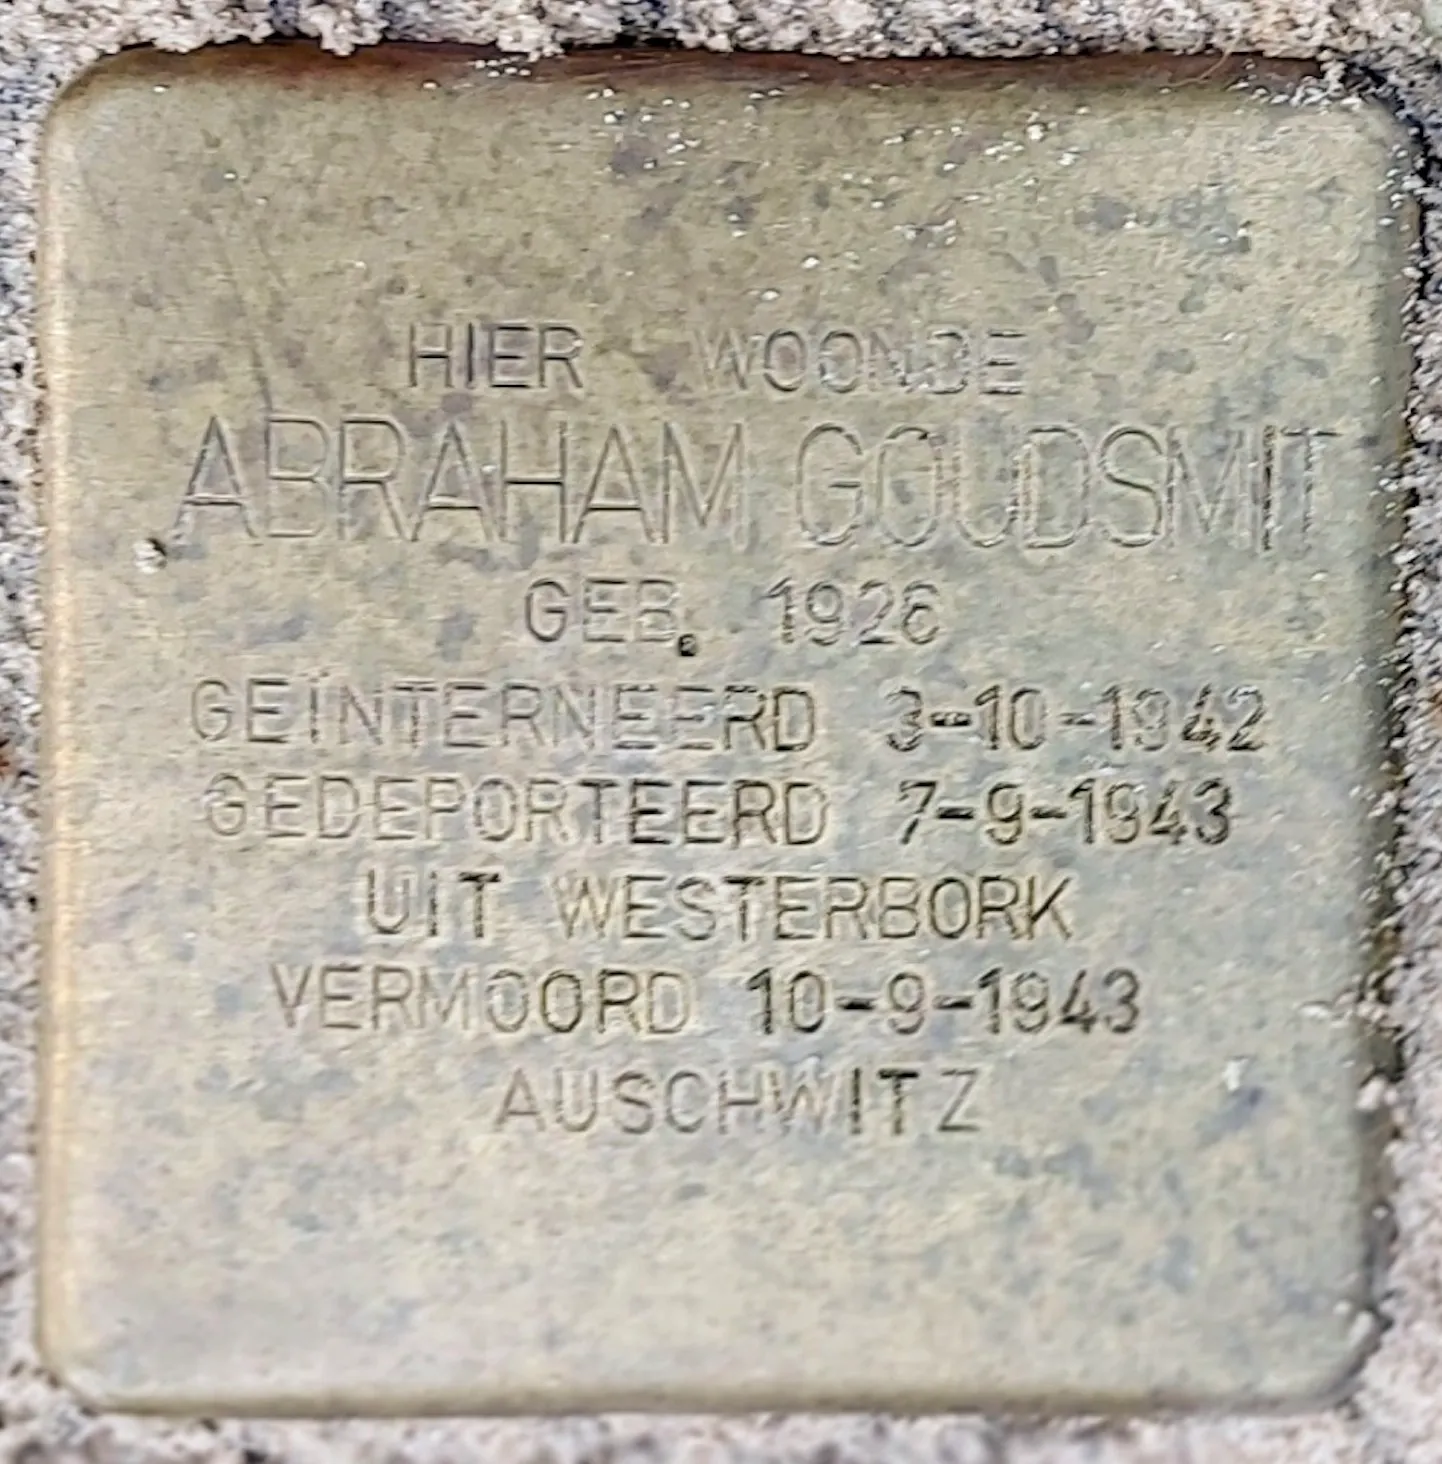 HIER WOONDE
ABRAHAM GOUDSMIT
GEB. 1926
GEÏNTERNEERD 3-10-1942
GEDEPORTEERD 7-9-1943
UIT WESTERBORK
VERMOORD 10-9-1943
AUSCHWITZ